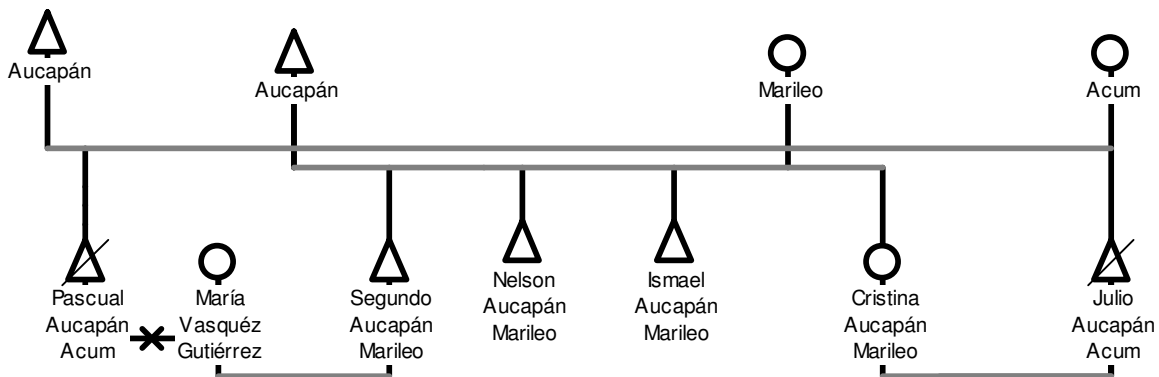 Aucapán
Aucapán
Marileo
Acum
Pascual
Aucapán
Acum
María
Vasquéz
Gutiérrez
Segundo
Aucapán
Marileo
Nelson
Aucapán
Marileo
Ismael
Aucapán
Marileo
Cristina
Aucapán
Marileo
Julio
Aucapán
Acum